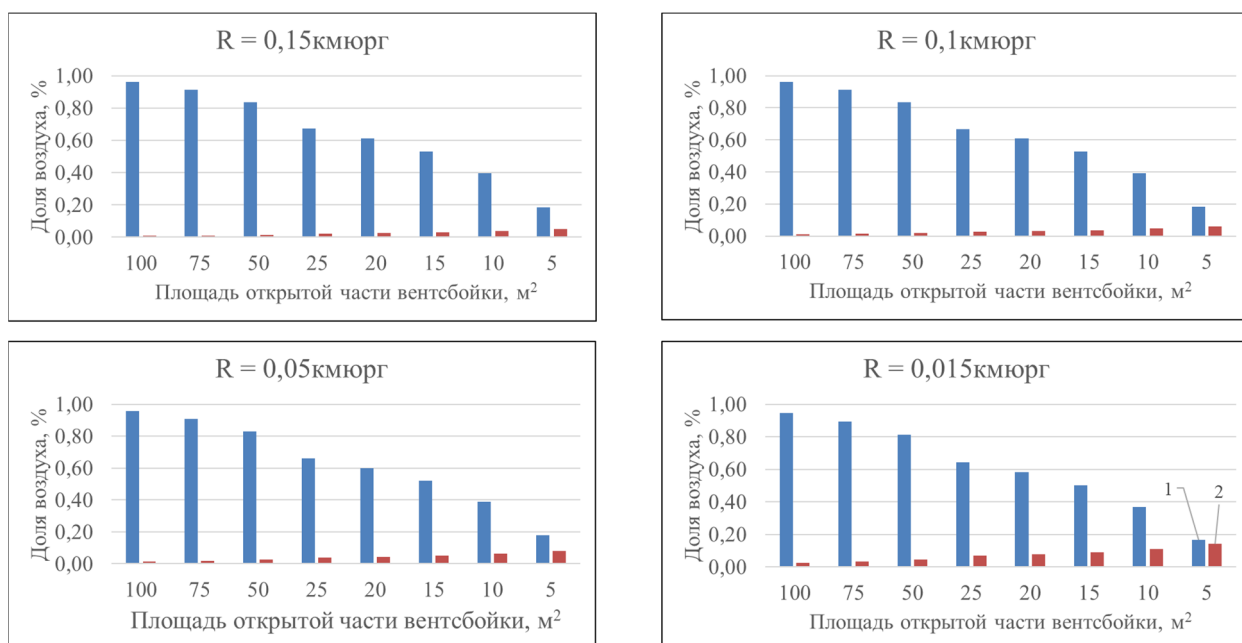 R = 0,15кмюрг
Доля воздуха, %
1,00
0,80
0,60
0,40
0,20
0,00
100 75 50 25 20 15 10 5
Площадь открытой части вентсбойки, м²
R = 0,1кмюрг
Доля воздуха, %
1,00
0,80
0,60
0,40
0,20
0,00
100 75 50 25 20 15 10 5
Площадь открытой части вентсбойки, м²
R = 0,05кмюрг
Доля воздуха, %
1,00
0,80
0,60
0,40
0,20
0,00
100 75 50 25 20 15 10 5
Площадь открытой части вентсбойки, м²
R = 0,015кмюрг
Доля воздуха, %
1,00
0,80
0,60
0,40
0,20
0,00
1 2
100 75 50 25 20 15 10 5
Площадь открытой части вентсбойки, м²